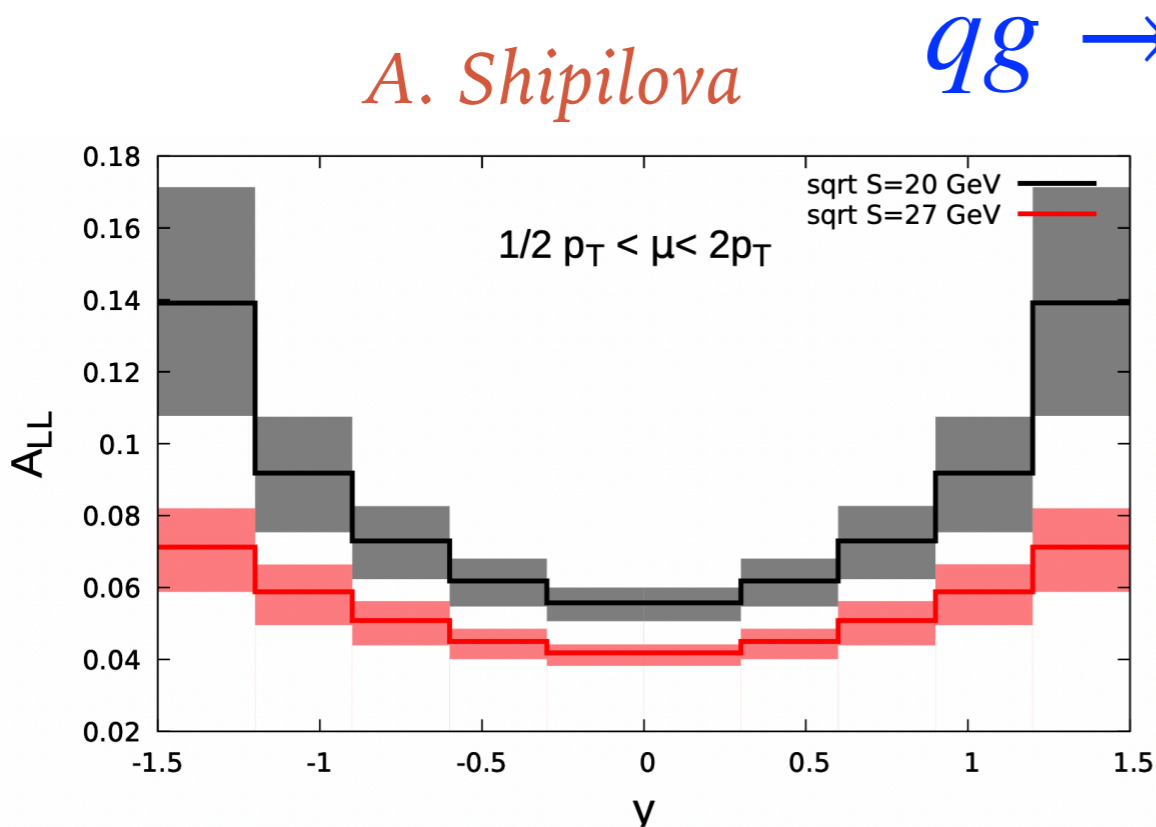 A. Shipilova
qg →
0.18
0.16
0.14
0.12
0.1
0.08
0.06
0.04
0.02
A_LL
sqrt S=20 GeV
sqrt S=27 GeV
1/2 p_T < μ< 2p_T
-1.5 -1 -0.5 0 0.5 1 1.5
y